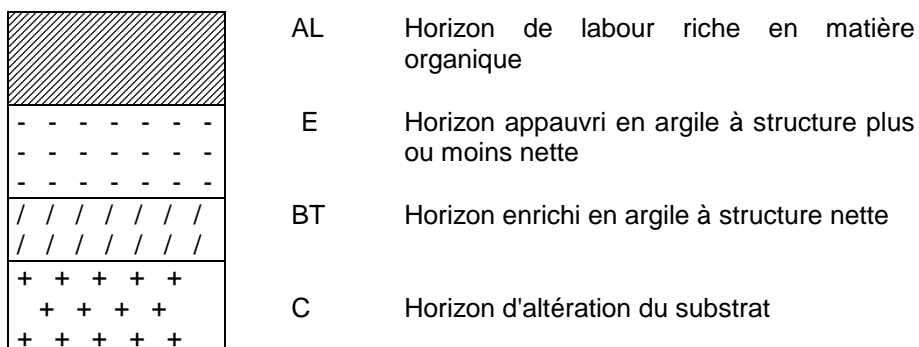 AL Horizon de labour riche en matière
organique
E Horizon appauvri en argile à structure plus
ou moins nette
BT Horizon enrichi en argile à structure nette
C Horizon d'altération du substrat